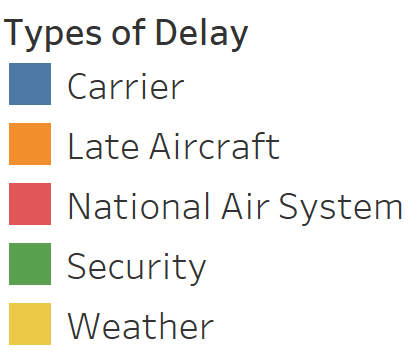 Types of Delay
Carrier
Late Aircraft
National Air System
Security
Weather